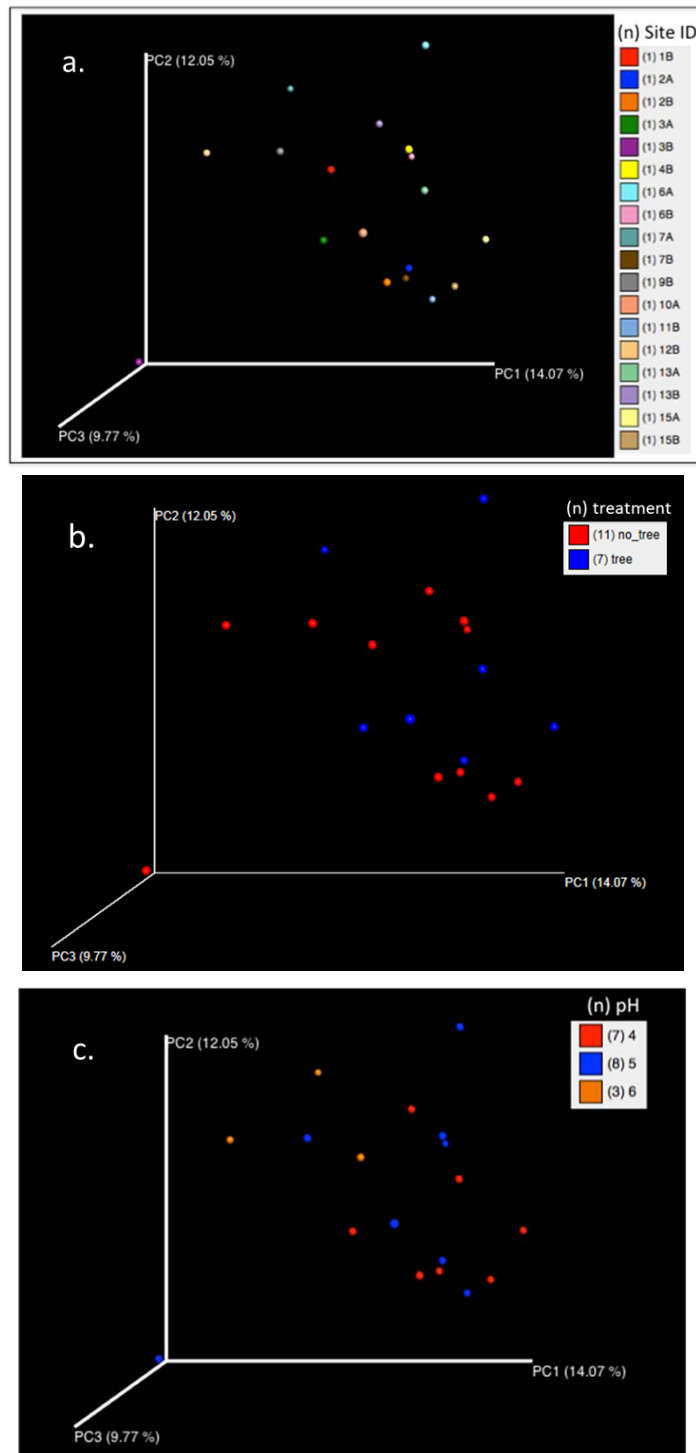 a.
PC2 (12.05 %)
PC1 (14.07 %)
PC3 (9.77 %)
(n) Site ID
(1) 1B
(1) 2A
(1) 2B
(1) 3A
(1) 3B
(1) 4B
(1) 6A
(1) 6B
(1) 7A
(1) 7B
(1) 9B
(1) 10A
(1) 11B
(1) 12B
(1) 13A
(1) 13B
(1) 15A
(1) 15B
b.
PC2 (12.05 %)
PC1 (14.07 %)
PC3 (9.77 %)
(n) treatment
(11) no_tree
(7) tree
c.
PC2 (12.05 %)
PC1 (14.07 %)
PC3 (9.77 %)
(n) pH
(7) 4
(8) 5
(3) 6